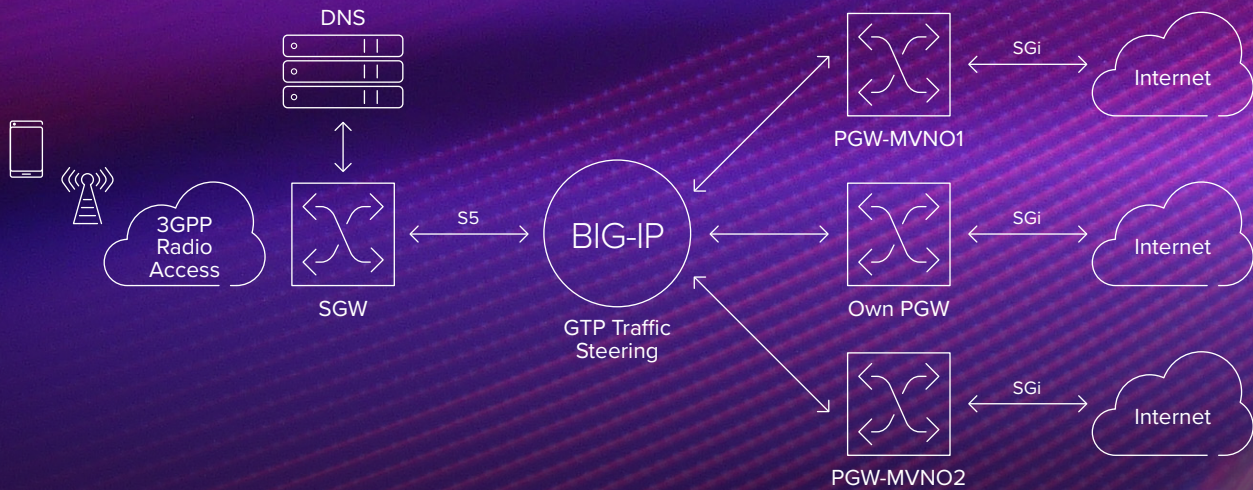 DNS
SGi
Internet
PGW-MVNO1
3GPP
Radio
Access
SGW
S5
BIG-IP
GTP Traffic
Steering
SGi
Internet
Own PGW
SGi
Internet
PGW-MVNO2